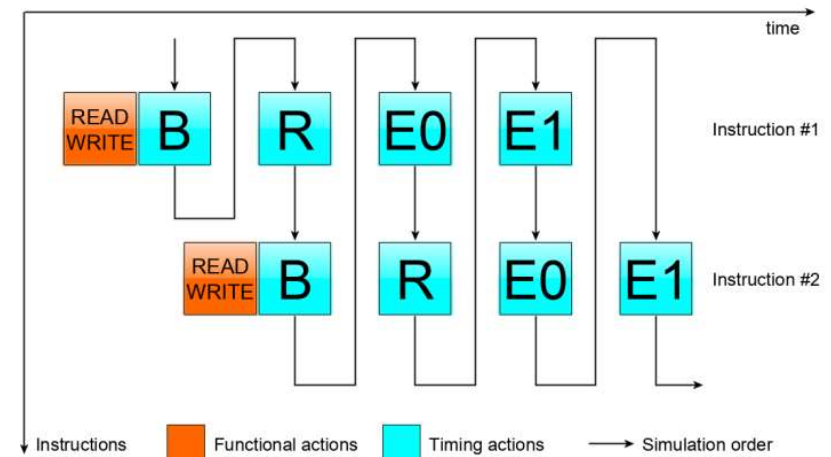 time
READ
WRITE
B
R
E0
E1
Instruction #1
READ
WRITE
B
R
E0
E1
Instruction #2
Instructions
Functional actions
Timing actions
Simulation order